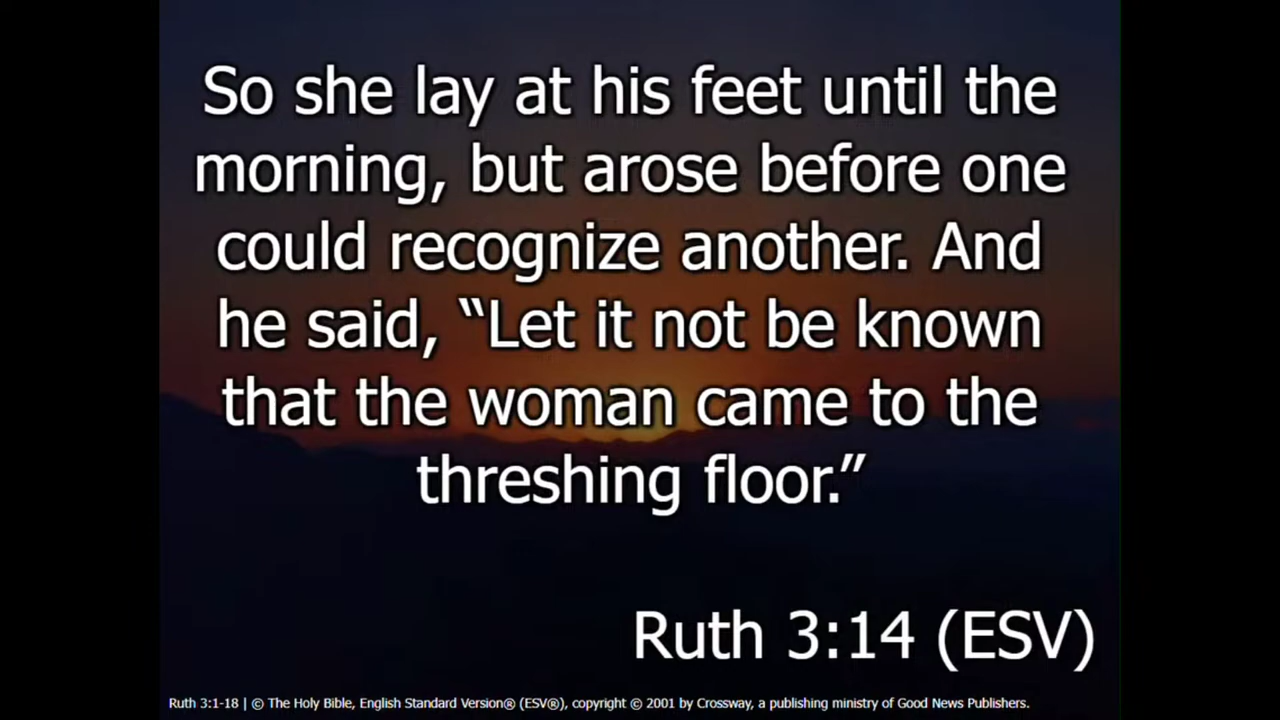 So she lay at his feet until the
morning, but arose before one
could recognize another. And
he said, “Let it not be known
that the woman came to the
threshing floor.”
Ruth 3:14 (ESV)
Ruth 3:1-18 | © The Holy Bible, English Standard Version® (ESV®), copyright © 2001 by Crossway, a publishing ministry of Good News Publishers.